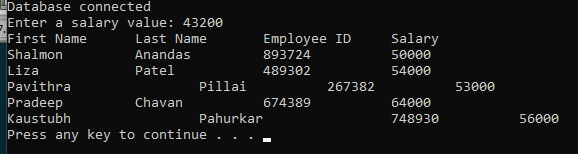 Database connected
Enter a salary value: 43200
First Name Last Name Employee ID Salary
Shalmon Anandas 893724 50000
Liza Patel 489302 54000
Pavithra Pillai 267382 53000
Pradeep Chavan 674389 64000
Kaustubh Pahurkar 748930 56000
Press any key to continue . . .